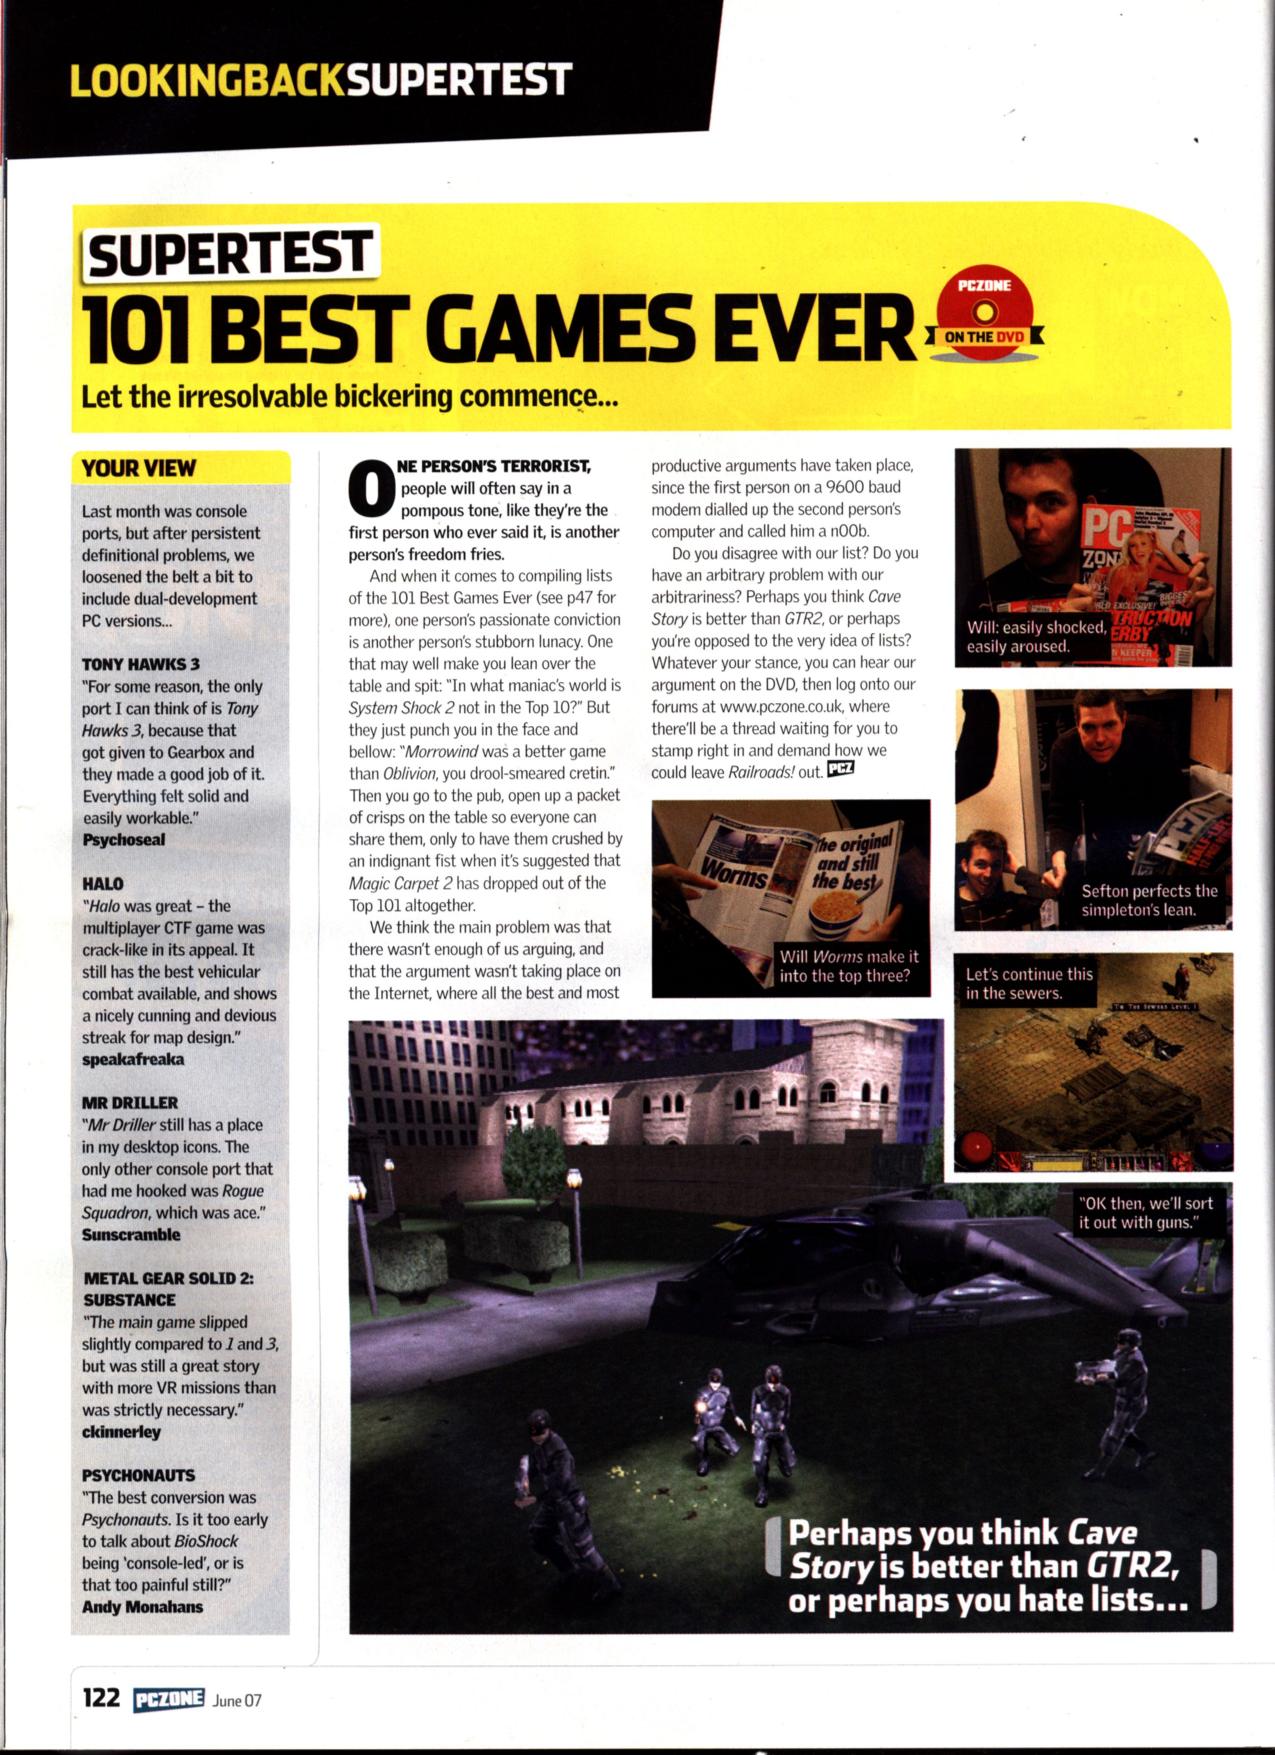 LOOKINGBACKSUPERTEST
SUPERTEST
101 BEST GAMES EVER
PCZONE
ON THE DVD
Let the irresolvable bickering commence...
YOUR VIEW
Last month was console
ports, but after persistent
definitional problems, we
loosened the belt a bit to
include dual-development
PC versions...
TONY HAWKS 3
"For some reason, the only
port I can think of is Tony
Hawks 3, because that
got given to Gearbox and
they made a good job of it.
Everything felt solid and
easily workable."
Psychoseal
HALO
"Halo was great – the
multiplayer CTF game was
crack-like in its appeal. It
still has the best vehicular
combat available, and shows
a nicely cunning and devious
streak for map design."
speakafreaka
MR DRILLER
"Mr Driller still has a place
in my desktop icons. The
only other console port that
had me hooked was Rogue
Squadron, which was ace."
Sunscramble
METAL GEAR SOLID 2:
SUBSTANCE
"The main game slipped
slightly compared to 1 and 3,
but was still a great story
with more VR missions than
was strictly necessary."
ckinnerley
PSYCHONAUTS
"The best conversion was
Psychonauts. Is it too early
to talk about BioShock
being 'console-led', or is
that too painful still?"
Andy Monahans
ONE PERSON'S TERRORIST,
people will often say in a
pompous tone, like they're the
first person who ever said it, is another
person's freedom fries.
And when it comes to compiling lists
of the 101 Best Games Ever (see p47 for
more), one person's passionate conviction
is another person's stubborn lunacy. One
that may well make you lean over the
table and spit: "In what maniac's world is
System Shock 2 not in the Top 10?" But
they just punch you in the face and
bellow: "Morrowind was a better game
than Oblivion, you drool-smeared cretin."
Then you go to the pub, open up a packet
of crisps on the table so everyone can
share them, only to have them crushed by
an indignant fist when it's suggested that
Magic Carpet 2 has dropped out of the
Top 101 altogether.
We think the main problem was that
there wasn't enough of us arguing, and
that the argument wasn't taking place on
the Internet, where all the best and most
productive arguments have taken place,
since the first person on a 9600 baud
modem dialled up the second person's
computer and called him a n00b.
Do you disagree with our list? Do you
have an arbitrary problem with our
arbitrariness? Perhaps you think Cave
Story is better than GTR2, or perhaps
you're opposed to the very idea of lists?
Whatever your stance, you can hear our
argument on the DVD, then log onto our
forums at www.pczone.co.uk, where
there'll be a thread waiting for you to
stamp right in and demand how we
could leave Railroads! out. PCZ
Worms
The original
and still
the best
Will Worms make it
into the top three?
PC
ZONE
Will: easily shocked,
easily aroused.
Sefton perfects the
simpleton's lean.
Let's continue this
in the sewers.
"OK then, we'll sort
it out with guns."
Perhaps you think Cave
Story is better than GTR2,
or perhaps you hate lists...
122 PCZONE June 07